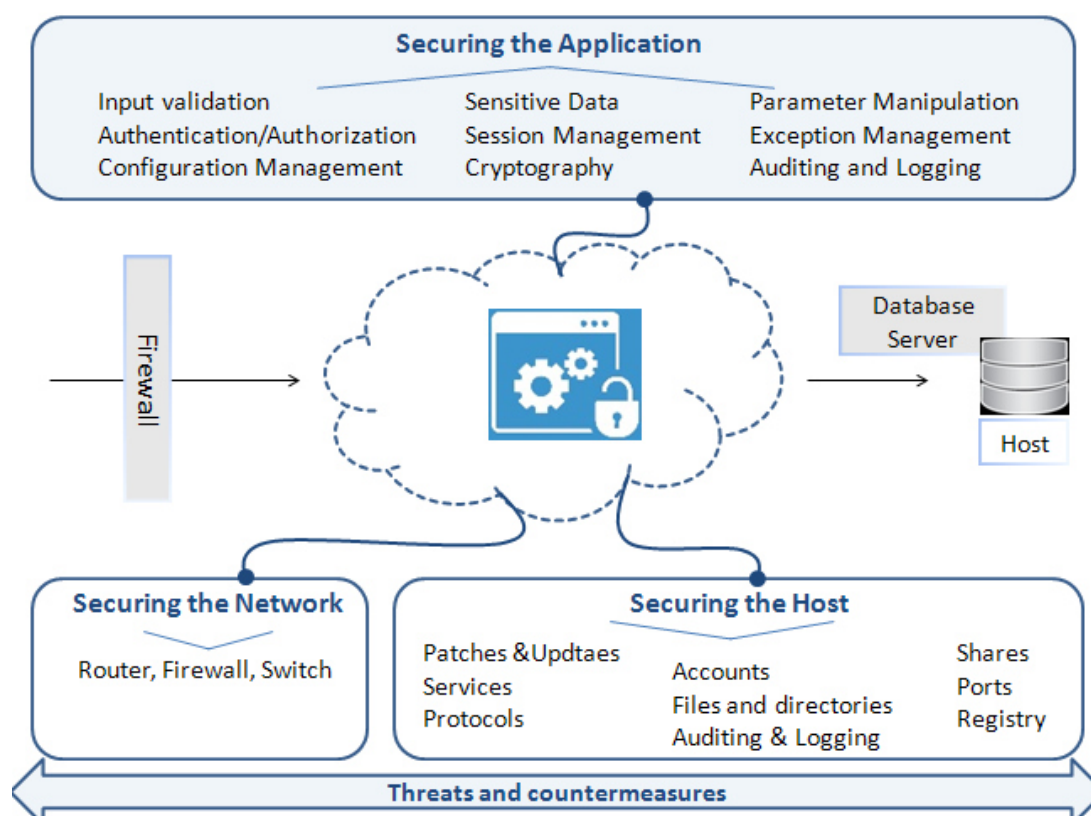 Securing the Application
Input validation
Authentication/Authorization
Configuration Management
Sensitive Data
Session Management
Cryptography
Parameter Manipulation
Exception Management
Auditing and Logging
Firewall
Database
Server
Host
Securing the Network
Router, Firewall, Switch
Securing the Host
Patches &Updtaes
Services
Protocols
Accounts
Files and directories
Auditing & Logging
Shares
Ports
Registry
Threats and countermeasures